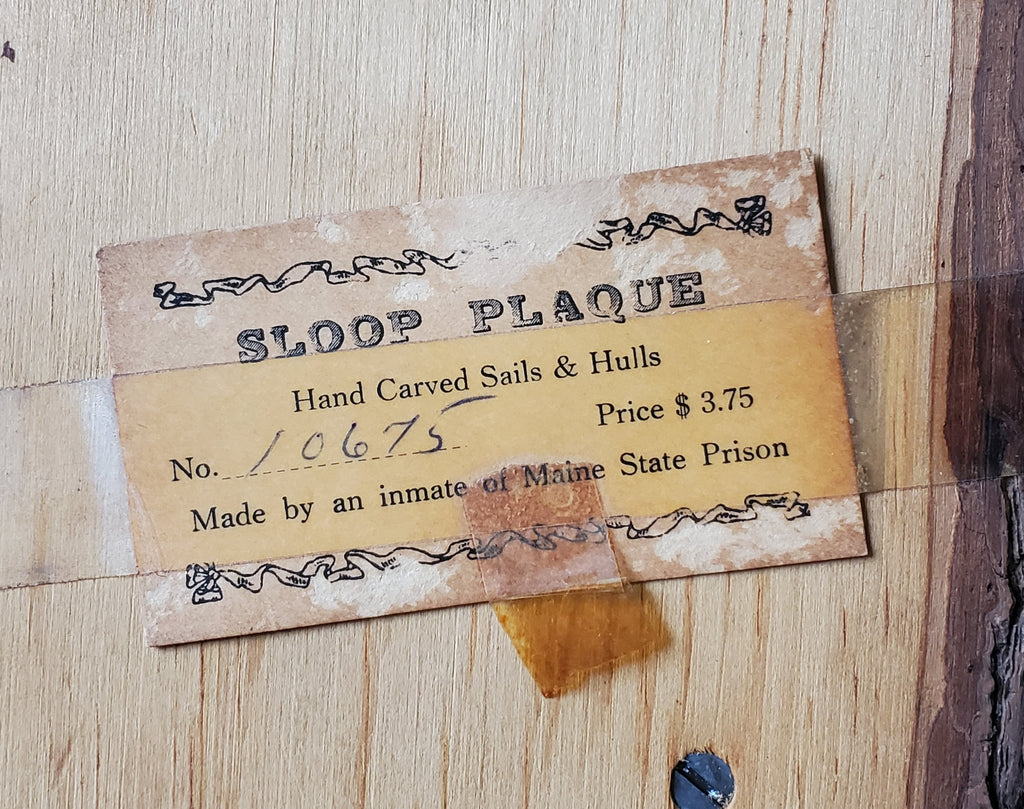 SLOOP PLAQUE
Hand Carved Sails & Hulls
No. 10675 Price $ 3.75
Made by an inmate of Maine State Prison